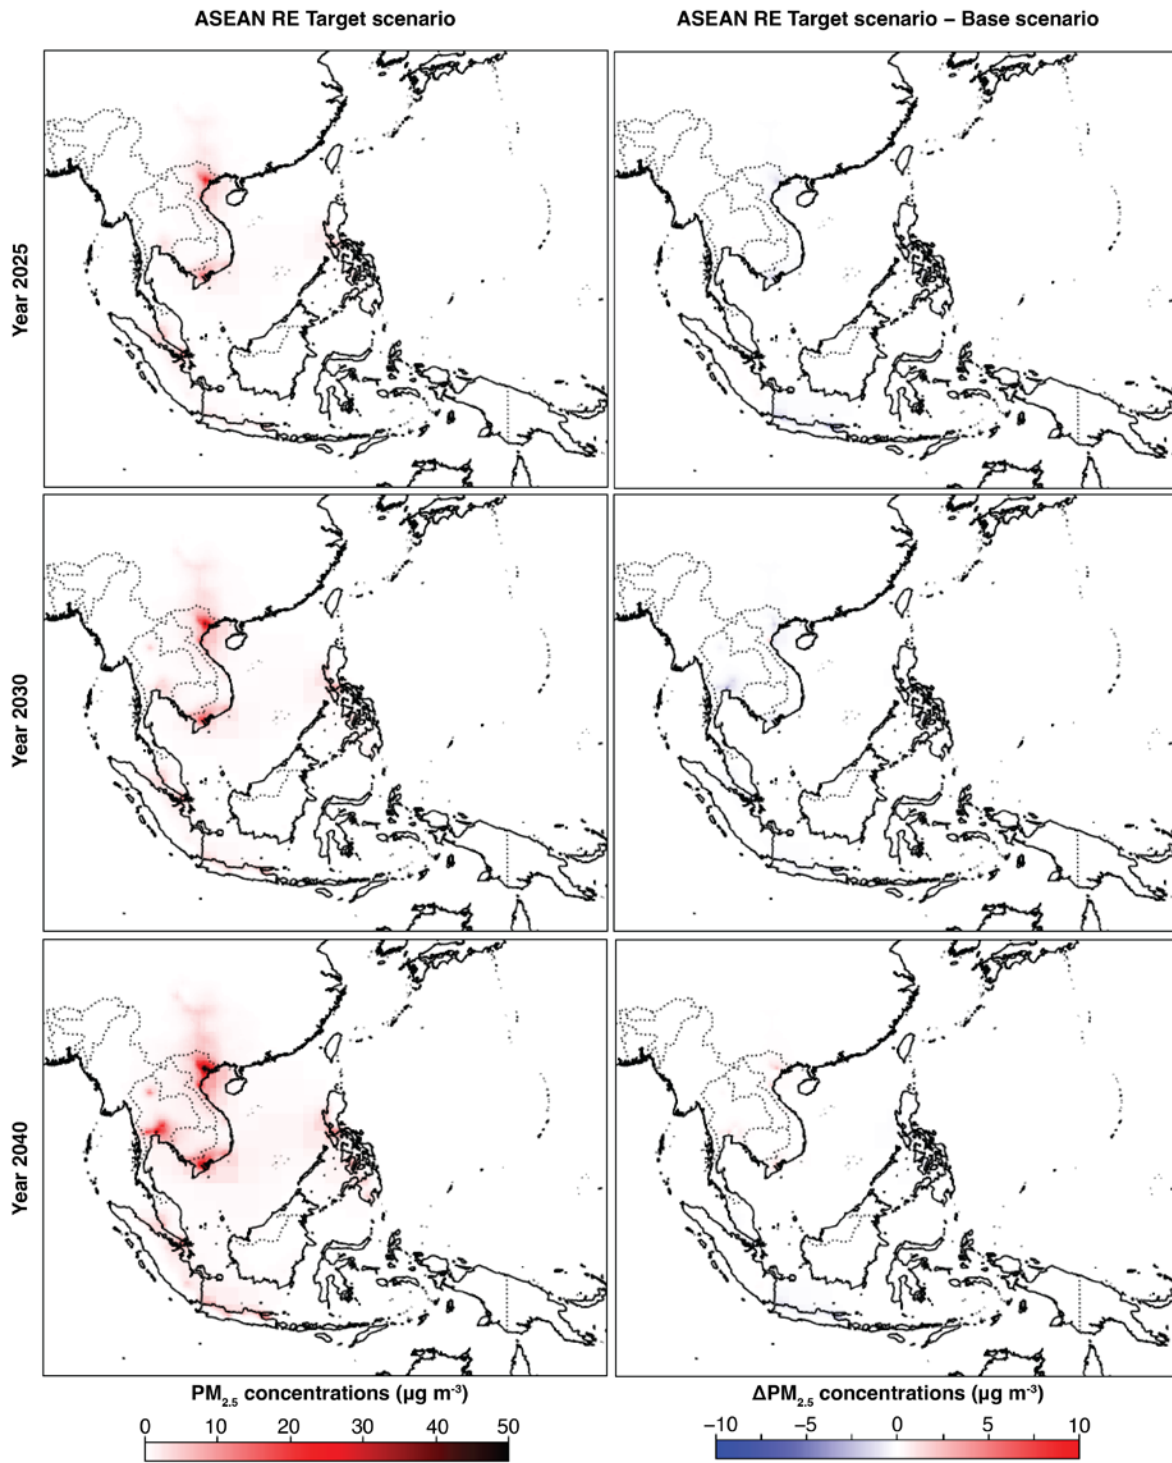 ASEAN RE Target scenario
ASEAN RE Target scenario – Base scenario
Year 2025
Year 2030
Year 2040
PM2.5 concentrations (μg m-3)
0 10 20 30 40 50
ΔPM2.5 concentrations (μg m-3)
−10 −5 0 5 10